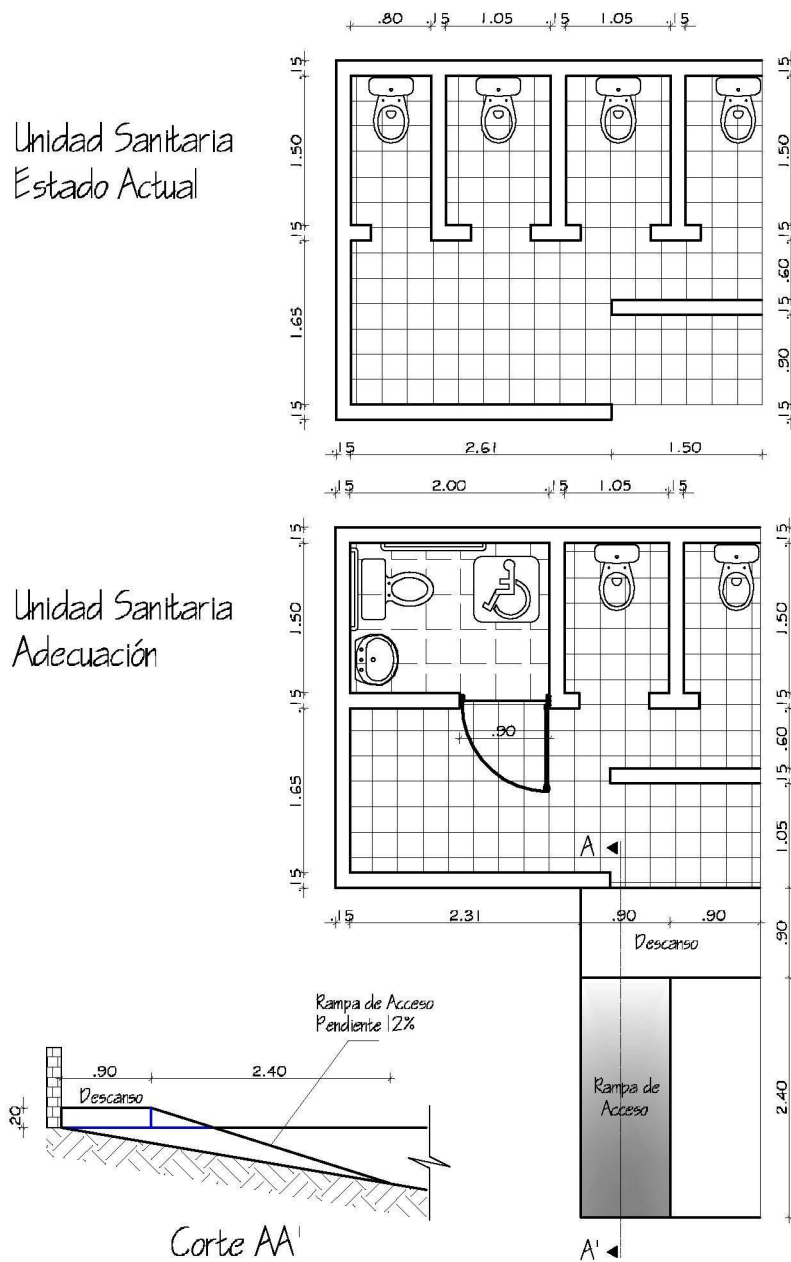 .80 .15 1.05 .15 1.05 .15
Unidad Sanitaria
Estado Actual
.15
1.50
.15
1.65
.15
.15
1.50
.15
.60
.15
.90
.15
.15 2.61 1.50
.15 2.00 .15 1.05 .15
Unidad Sanitaria
Adecuación
.15
1.50
.15
1.65
.15
.15
1.50
.15
.60
.15
1.05
.90
2.40
.90
A
.15 2.31 .90 .90
Descanso
Rampa de
Acceso
A'
Rampa de Acceso
Pendiente 12%
.90 2.40
Descanso
.20
Corte AA'